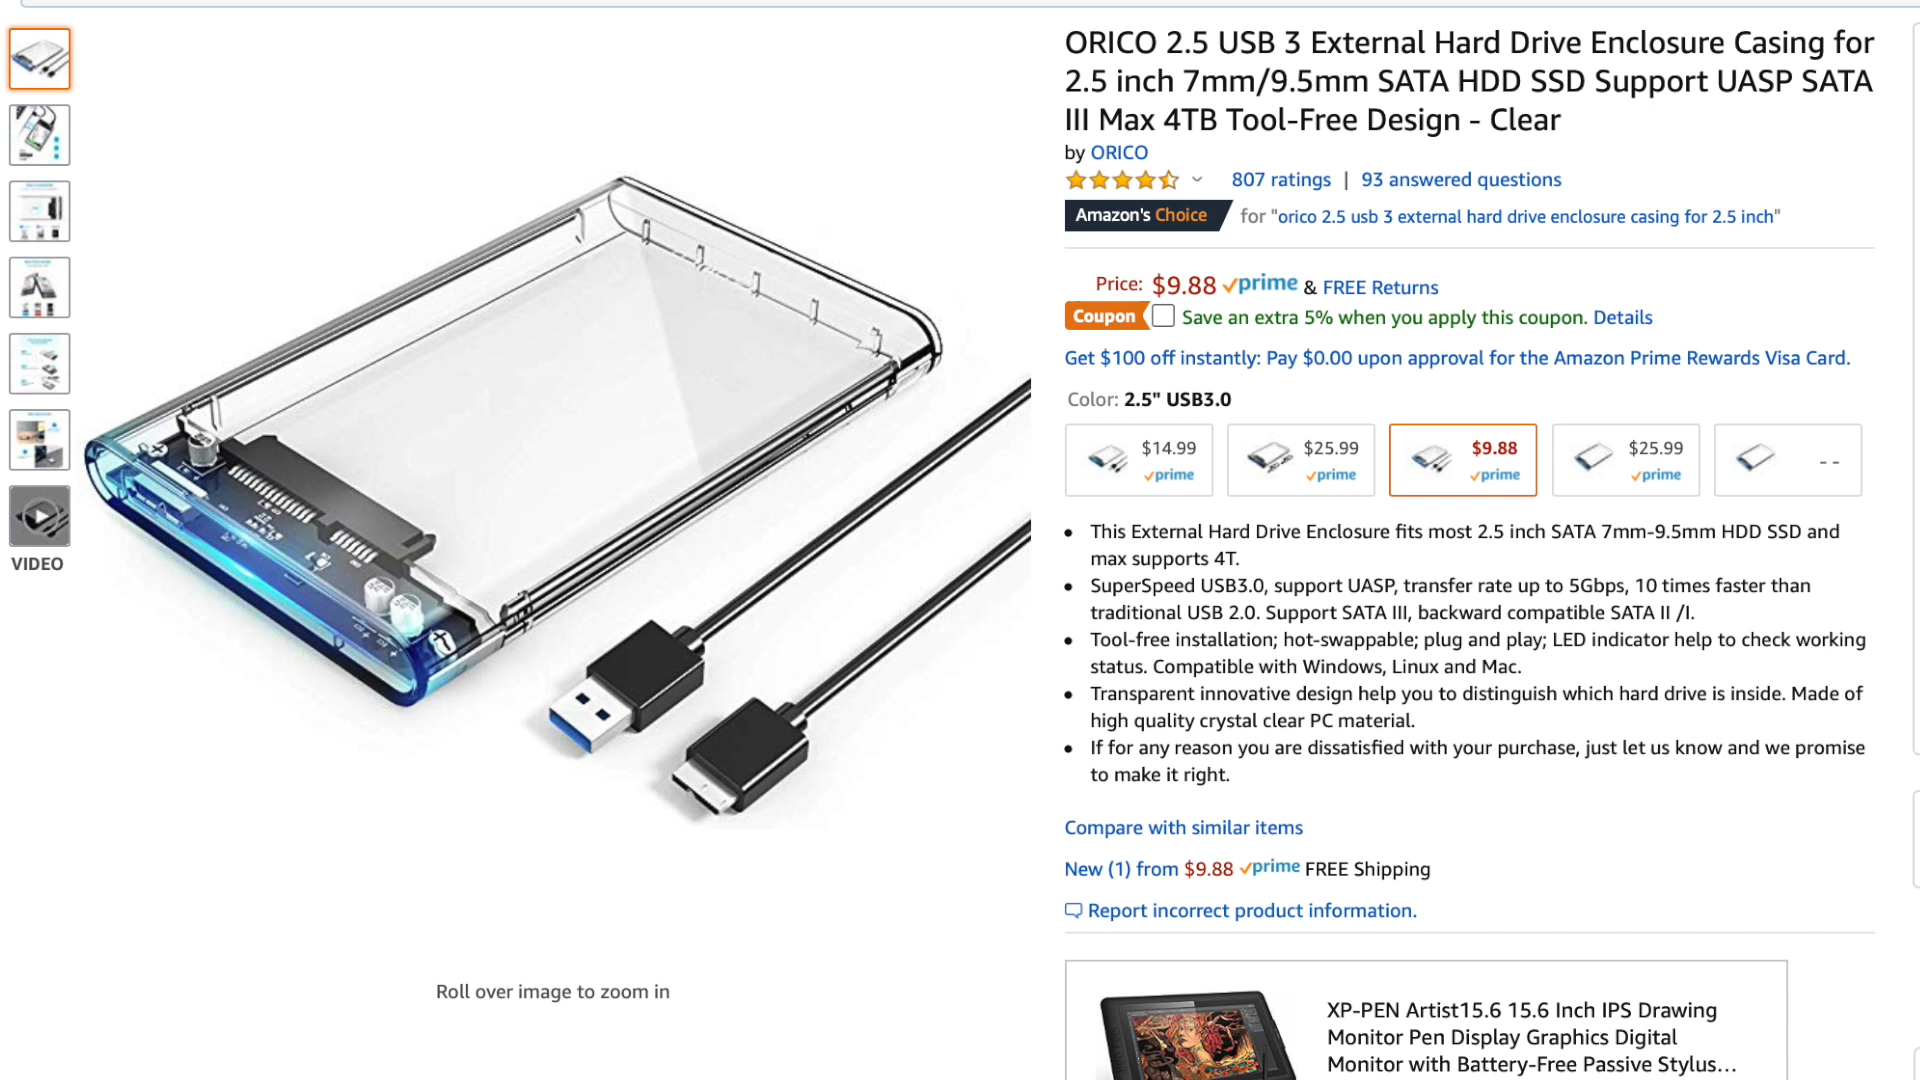 VIDEO
Roll over image to zoom in
ORICO 2.5 USB 3 External Hard Drive Enclosure Casing for
2.5 inch 7mm/9.5mm SATA HDD SSD Support UASP SATA
III Max 4TB Tool-Free Design - Clear
by ORICO
807 ratings | 93 answered questions
Amazon's Choice for "orico 2.5 usb 3 external hard drive enclosure casing for 2.5 inch"
Price: $9.88 prime & FREE Returns
Coupon Save an extra 5% when you apply this coupon. Details
Get $100 off instantly: Pay $0.00 upon approval for the Amazon Prime Rewards Visa Card.
Color: 2.5" USB3.0
$14.99 $25.99 $9.88 $25.99 - -
prime prime prime prime
This External Hard Drive Enclosure fits most 2.5 inch SATA 7mm-9.5mm HDD SSD and
max supports 4T.
SuperSpeed USB3.0, support UASP, transfer rate up to 5Gbps, 10 times faster than
traditional USB 2.0. Support SATA III, backward compatible SATA II /I.
Tool-free installation; hot-swappable; plug and play; LED indicator help to check working
status. Compatible with Windows, Linux and Mac.
Transparent innovative design help you to distinguish which hard drive is inside. Made of
high quality crystal clear PC material.
If for any reason you are dissatisfied with your purchase, just let us know and we promise
to make it right.
Compare with similar items
New (1) from $9.88 prime FREE Shipping
Report incorrect product information.
XP-PEN Artist15.6 15.6 Inch IPS Drawing
Monitor Pen Display Graphics Digital
Monitor with Battery-Free Passive Stylus…